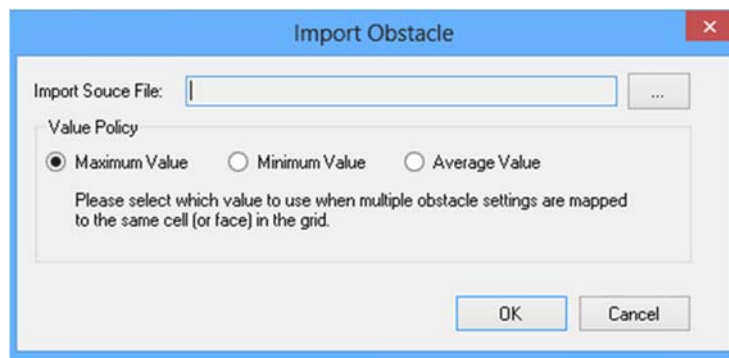 Import Obstacle
Import Souce File:
...
Value Policy
Maximum Value
Minimum Value
Average Value
Please select which value to use when multiple obstacle settings are mapped
to the same cell (or face) in the grid.
OK
Cancel